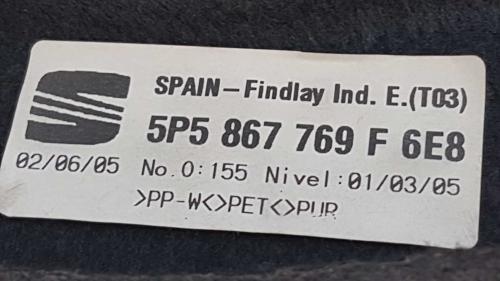 SPAIN-Findlay Ind. E.(T03)
5P5 867 769 F 6E8
02/06/05 No.0:155 Nivel:01/03/05
>PP-W<>PET<>PUR